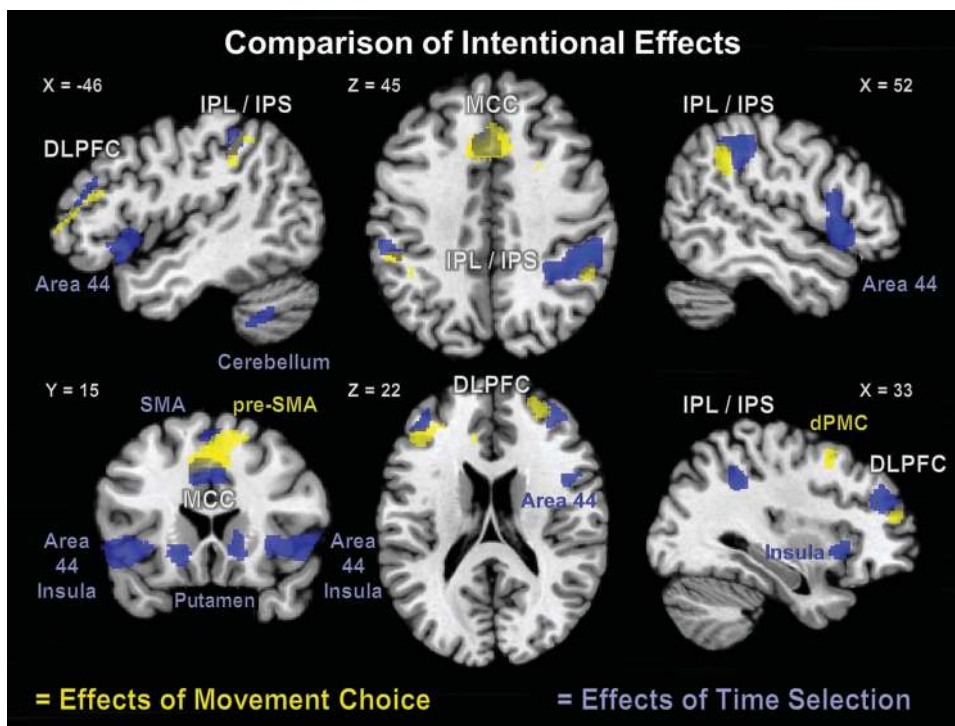 Comparison of Intentional Effects
X = -46
IPL / IPS
Z = 45
MCC
IPL / IPS
X = 52
DLPFC
IPL / IPS
Area 44
Area 44
Cerebellum
Y = 15
SMA
pre-SMA
Z = 22
DLPFC
IPL / IPS
X = 33
dPMC
DLPFC
MCC
Area 44
Area
44
Insula
Putamen
Area
44
Insula
Insula
= Effects of Movement Choice
= Effects of Time Selection